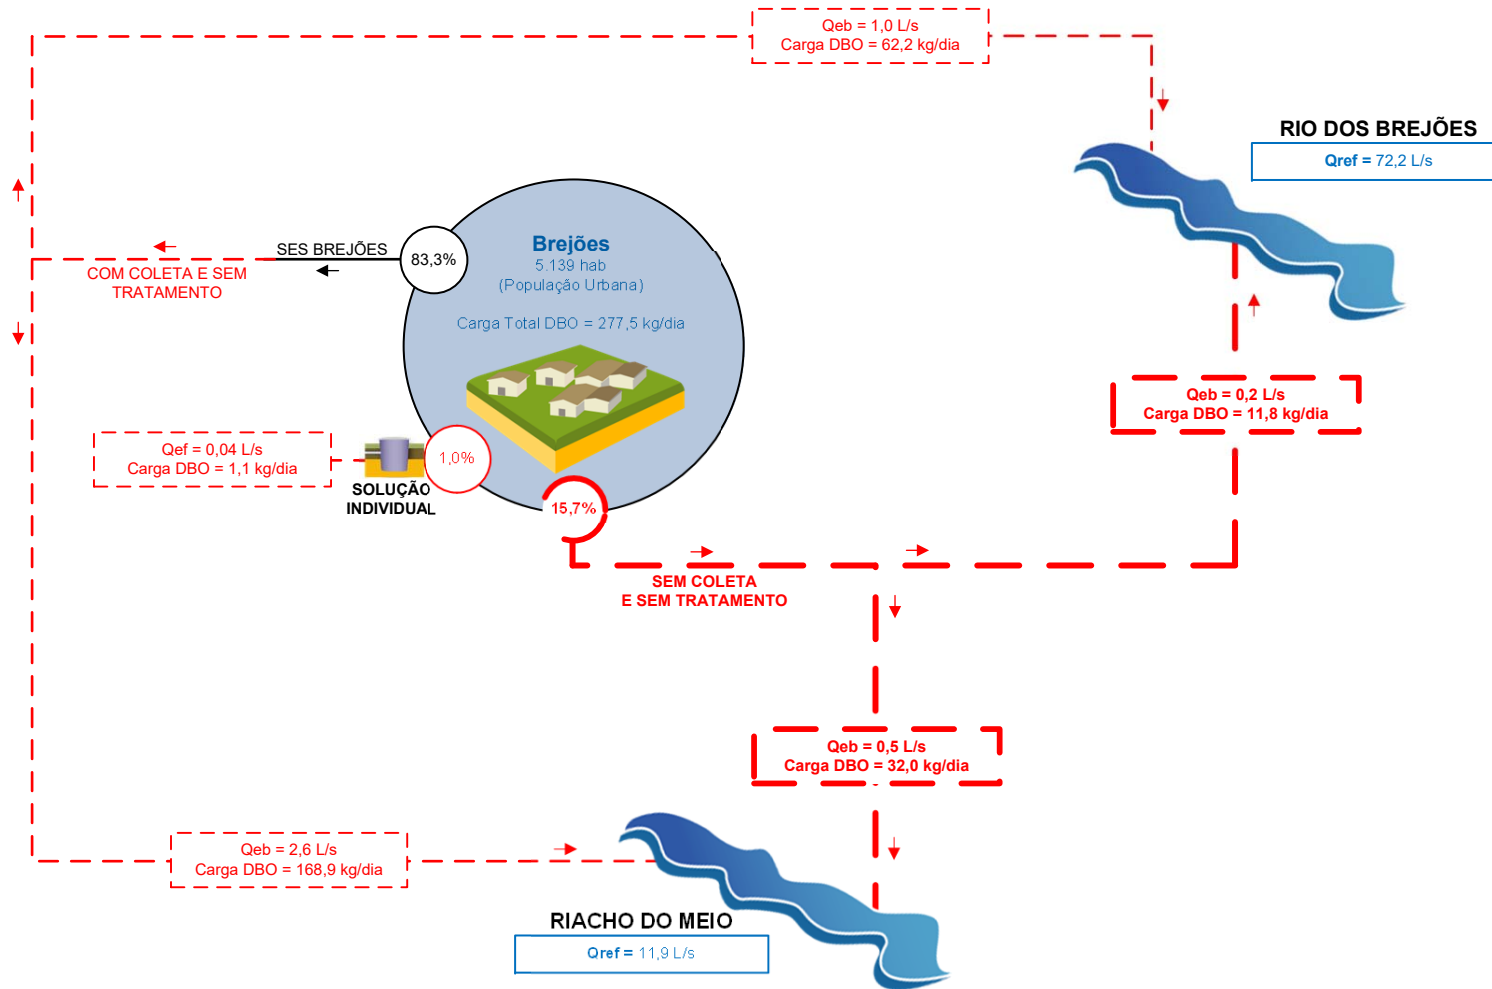 Qeb = 1,0 L/s
Carga DBO = 62,2 kg/dia
RIO DOS BREJÕES
Qref = 72,2 L/s
SES BREJÕES
83,3%
COM COLETA E SEM
TRATAMENTO
Brejões
5.139 hab
(População Urbana)
Carga Total DBO = 277,5 kg/dia
Qeb = 0,2 L/s
Carga DBO = 11,8 kg/dia
Qef = 0,04 L/s
Carga DBO = 1,1 kg/dia
1,0%
SOLUÇÃO
INDIVIDUAL
15,7%
SEM COLETA
E SEM TRATAMENTO
Qeb = 0,5 L/s
Carga DBO = 32,0 kg/dia
Qeb = 2,6 L/s
Carga DBO = 168,9 kg/dia
RIACHO DO MEIO
Qref = 11,9 L/s